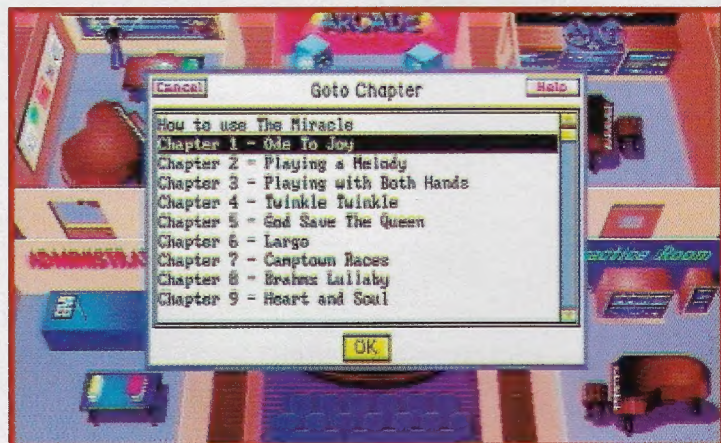 ARCADE
Cancel
Goto Chapter
Help
How to use The Miracle
Chapter 1 - Ode To Joy
Chapter 2 - Playing a Melody
Chapter 3 - Playing with Both Hands
Chapter 4 - Twinkle Twinkle
Chapter 5 - God Save The Queen
Chapter 6 - Largo
Chapter 7 - Camptown Races
Chapter 8 - Brahms Lullaby
Chapter 9 - Heart and Soul
Practice Room
OK